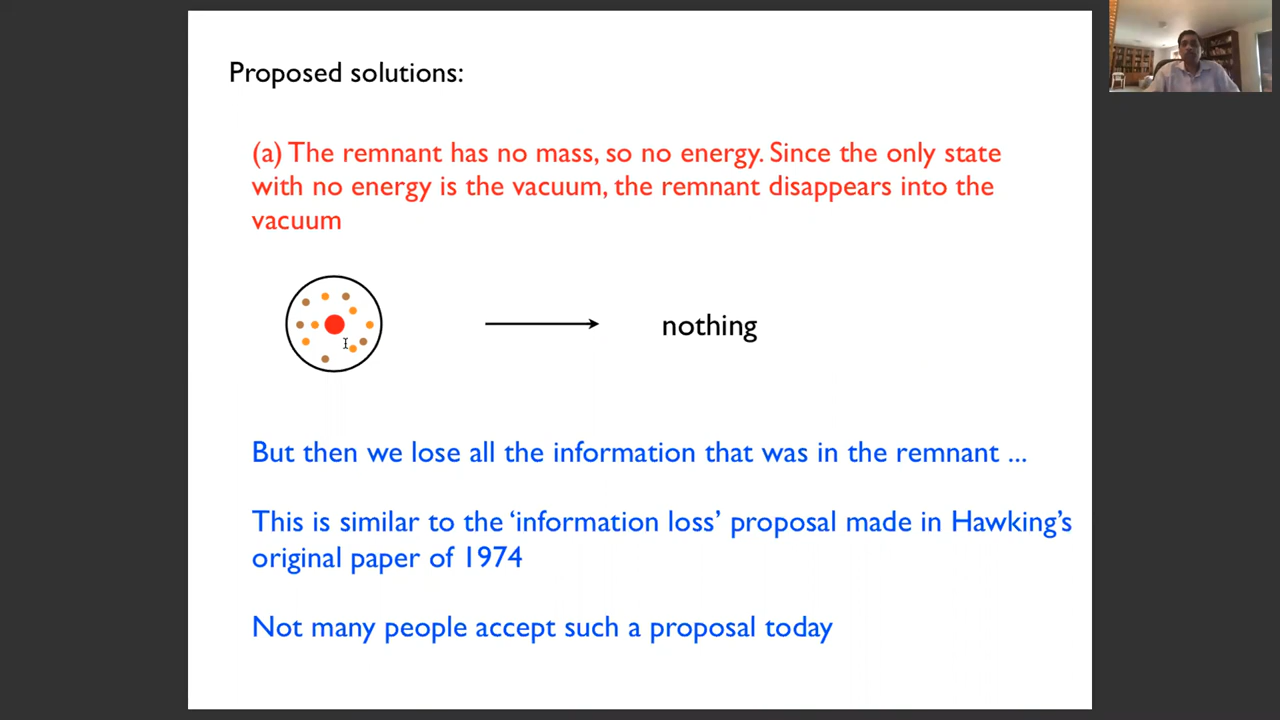 Proposed solutions:
(a) The remnant has no mass, so no energy. Since the only state
with no energy is the vacuum, the remnant disappears into the
vacuum
nothing
But then we lose all the information that was in the remnant ...
This is similar to the ‘information loss’ proposal made in Hawking’s
original paper of 1974
Not many people accept such a proposal today